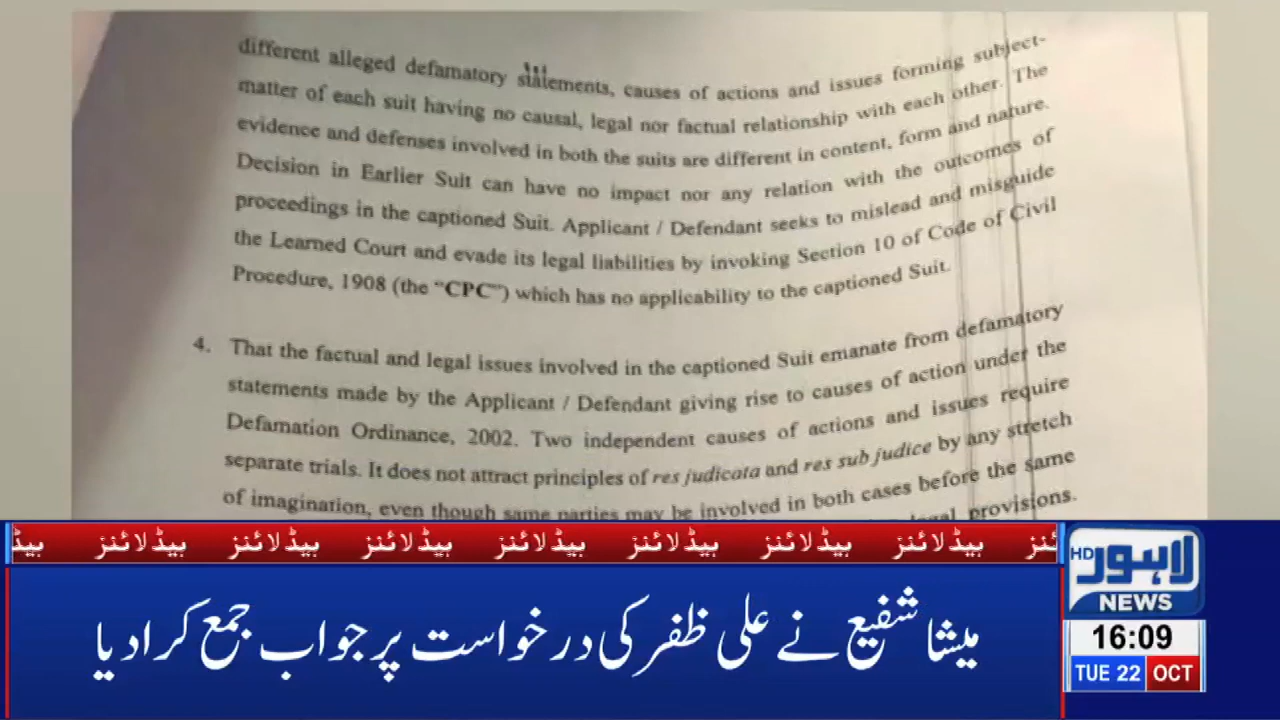 different alleged defamatory statements, causes of actions and issues forming subject-
matter of each suit having no causal, legal nor factual relationship with each other. The
evidence and defenses involved in both the suits are different in content, form and nature.
Decision in Earlier Suit can have no impact nor any relation with the outcomes of
proceedings in the captioned Suit. Applicant / Defendant seeks to mislead and misguide
the Learned Court and evade its legal liabilities by invoking Section 10 of Code of Civil
Procedure, 1908 (the “CPC”) which has no applicability to the captioned Suit.
4. That the factual and legal issues involved in the captioned Suit emanate from defamatory
statements made by the Applicant / Defendant giving rise to causes of action under the
Defamation Ordinance, 2002. Two independent causes of actions and issues require
separate trials. It does not attract principles of res judicata and res sub judice by any stretch
of imagination, even though same parties may be involved in both cases before the same
legal provisions.
ہیڈلائنز ہیڈلائنز ہیڈلائنز ہیڈلائنز ہیڈلائنز ہیڈلائنز ہیڈلائنز
میشا شفیع نے علی ظفر کی درخواست پر جواب جمع کرا دیا
HD لاہور
NEWS
16:09
TUE 22 OCT